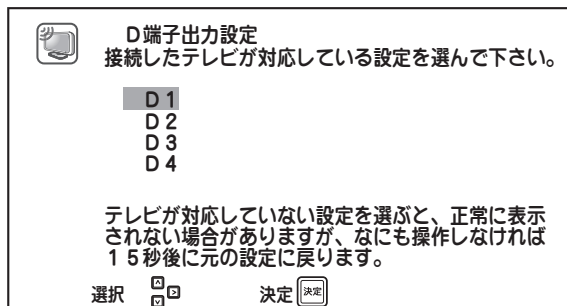 D端子出力設定
接続したテレビが対応している設定を選んで下さい。
D1
D2
D3
D4
テレビが対応していない設定を選ぶと、正常に表示
されない場合がありますが、なにも操作しなければ
15秒後に元の設定に戻ります。
選択 決定 決定